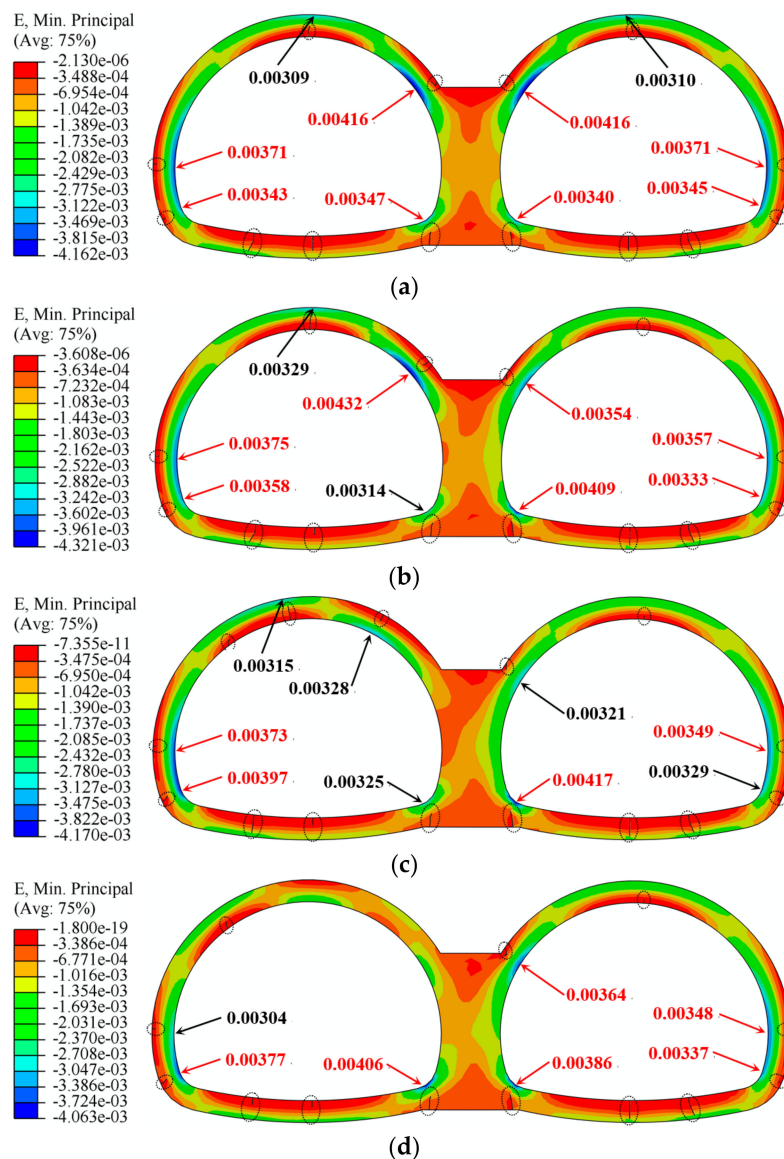 E, Min. Principal
(Avg: 75%)
-2.130e-06
-3.488e-04
-6.954e-04
-1.042e-03
-1.389e-03
-1.735e-03
-2.082e-03
-2.429e-03
-2.775e-03
-3.122e-03
-3.469e-03
-3.815e-03
-4.162e-03
0.00309
0.00310
0.00416
0.00416
0.00371
0.00371
0.00343
0.00347
0.00340
0.00345
(a)
E, Min. Principal
(Avg: 75%)
-3.608e-06
-3.634e-04
-7.232e-04
-1.083e-03
-1.443e-03
-1.803e-03
-2.162e-03
-2.522e-03
-2.882e-03
-3.242e-03
-3.602e-03
-3.961e-03
-4.321e-03
0.00329
0.00432
0.00354
0.00375
0.00357
0.00358
0.00314
0.00409
0.00333
(b)
E, Min. Principal
(Avg: 75%)
-7.355e-11
-3.475e-04
-6.950e-04
-1.042e-03
-1.390e-03
-1.737e-03
-2.085e-03
-2.432e-03
-2.780e-03
-3.127e-03
-3.475e-03
-3.822e-03
-4.170e-03
0.00315
0.00328
0.00321
0.00373
0.00349
0.00397
0.00325
0.00417
0.00329
(c)
E, Min. Principal
(Avg: 75%)
-1.800e-19
-3.386e-04
-6.771e-04
-1.016e-03
-1.354e-03
-1.693e-03
-2.031e-03
-2.370e-03
-2.708e-03
-3.047e-03
-3.386e-03
-3.724e-03
-4.063e-03
0.00364
0.00304
0.00348
0.00377
0.00406
0.00386
0.00337
(d)